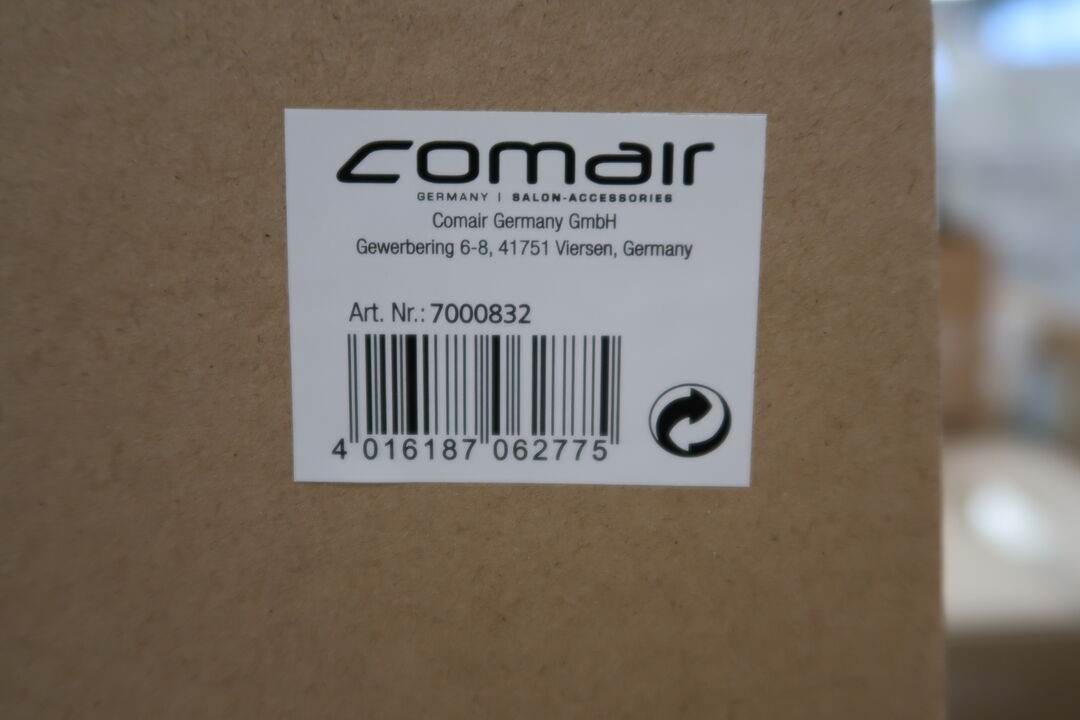 comair
GERMANY | SALON-ACCESSORIES
Comair Germany GmbH
Gewerbering 6-8, 41751 Viersen, Germany
Art. Nr.: 7000832
4 016187 062775